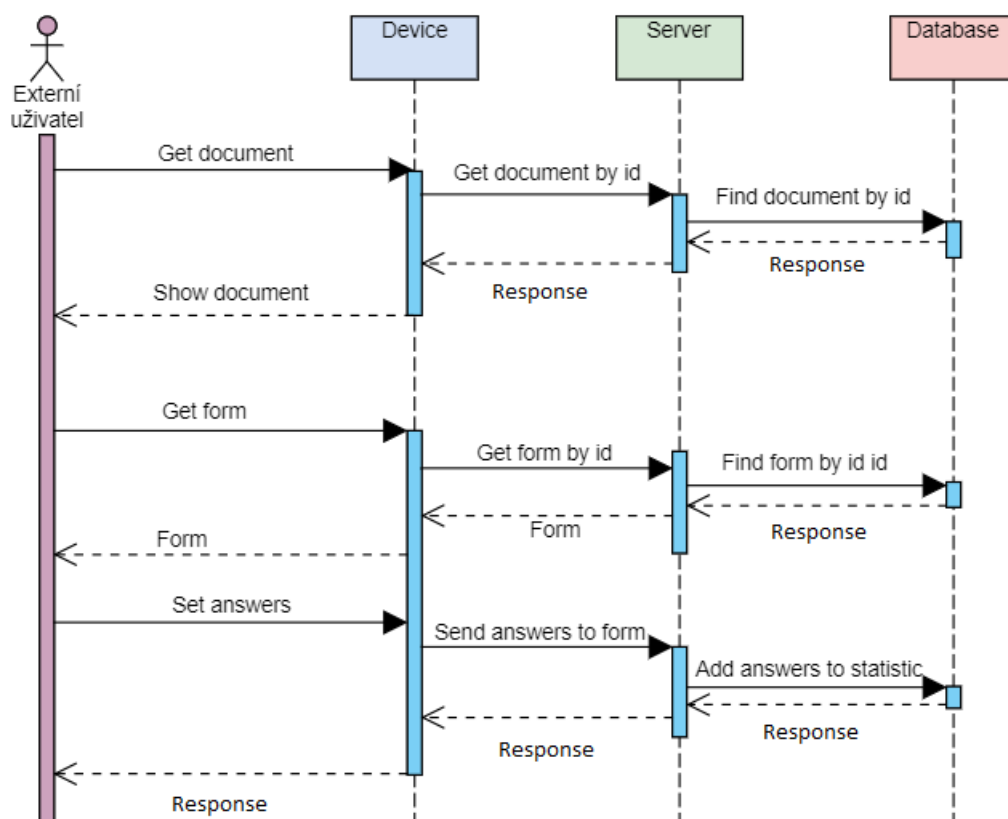 Device
Server
Database
Externí
uživatel
Get document
Get document by id
Find document by id
Response
Response
Show document
Get form
Get form by id
Find form by id id
Form
Response
Form
Set answers
Send answers to form
Add answers to statistic
Response
Response
Response